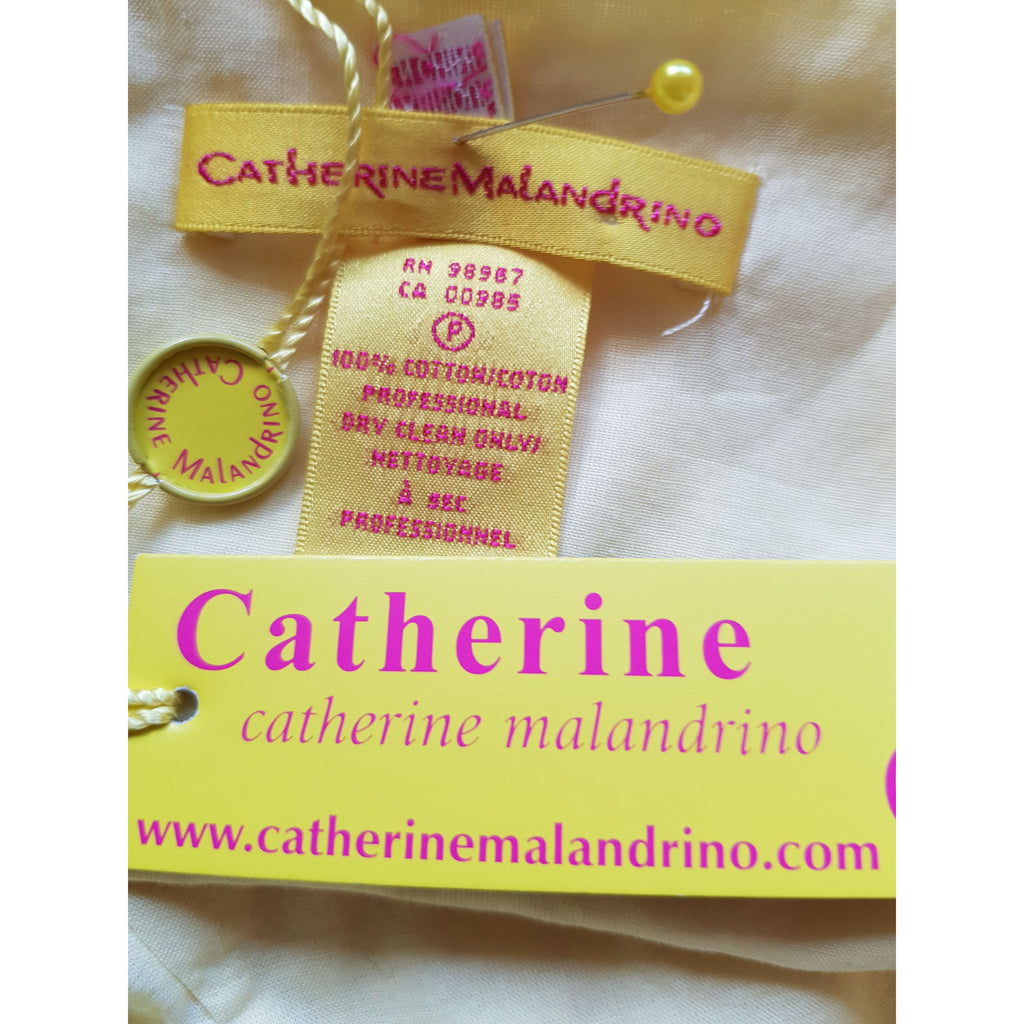 CATHERINE MALANDRINO
RN 98987
CA 00985
P
100% COTTON/COTON
PROFESSIONAL
DRY CLEAN ONLY/
NETTOYAGE
À SEC
PROFESSIONNEL
CATHERINE MALANDRINO
Catherine
catherine malandrino
www.catherinemalandrino.com